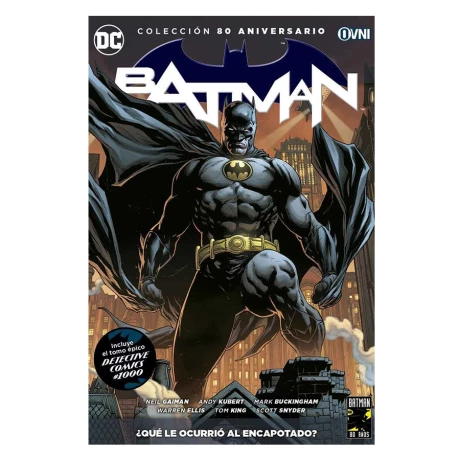 DC
COLECCIÓN 80 ANIVERSARIO
OVNI
BATMAN
Incluye
el tomo épico
DETECTIVE
COMICS
#1000
NEIL GAIMAN ANDY KUBERT MARK BUCKINGHAM
WARREN ELLIS TOM KING SCOTT SNYDER
BATMAN
80 AÑOS
¿QUÉ LE OCURRIÓ AL ENCAPOTADO?